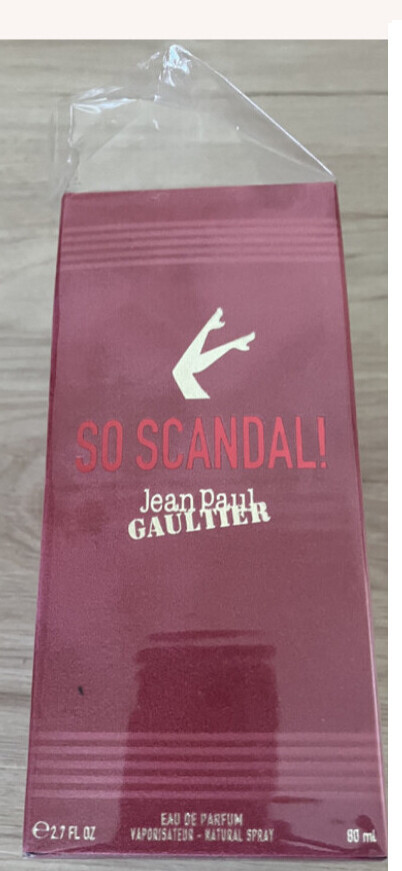 SO SCANDAL!
Jean Paul
GAULTIER
EAU DE PARFUM
℮2.7 FL OZ VAPORISATEUR - NATURAL SPRAY 80 mL